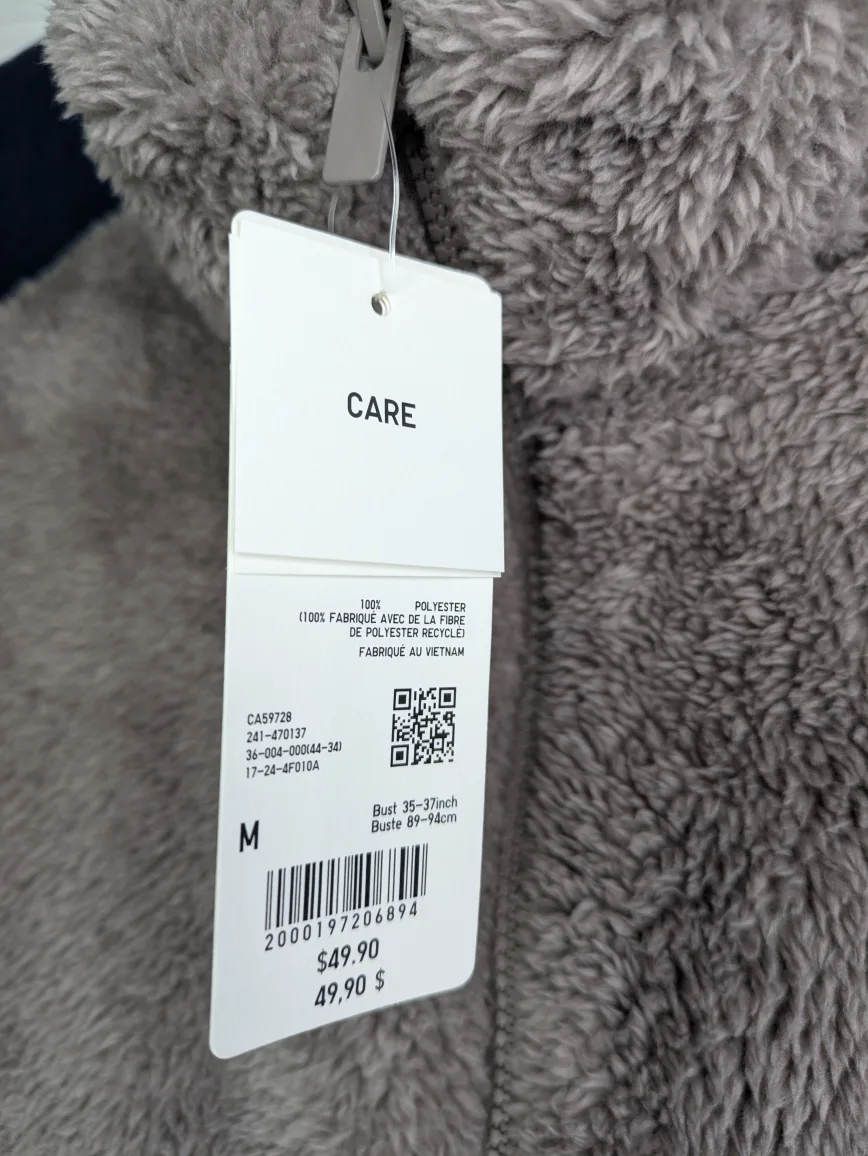 CARE
100% POLYESTER
(100% FABRIQUÉ AVEC DE LA FIBRE
DE POLYESTER RECYCLÉ)
FABRIQUÉ AU VIETNAM
CA59728
241-470137
36-004-000(44-34)
17-24-4F010A
Bust 35-37inch
Buste 89-94cm
M
2000197206894
$49.90
49,90 $